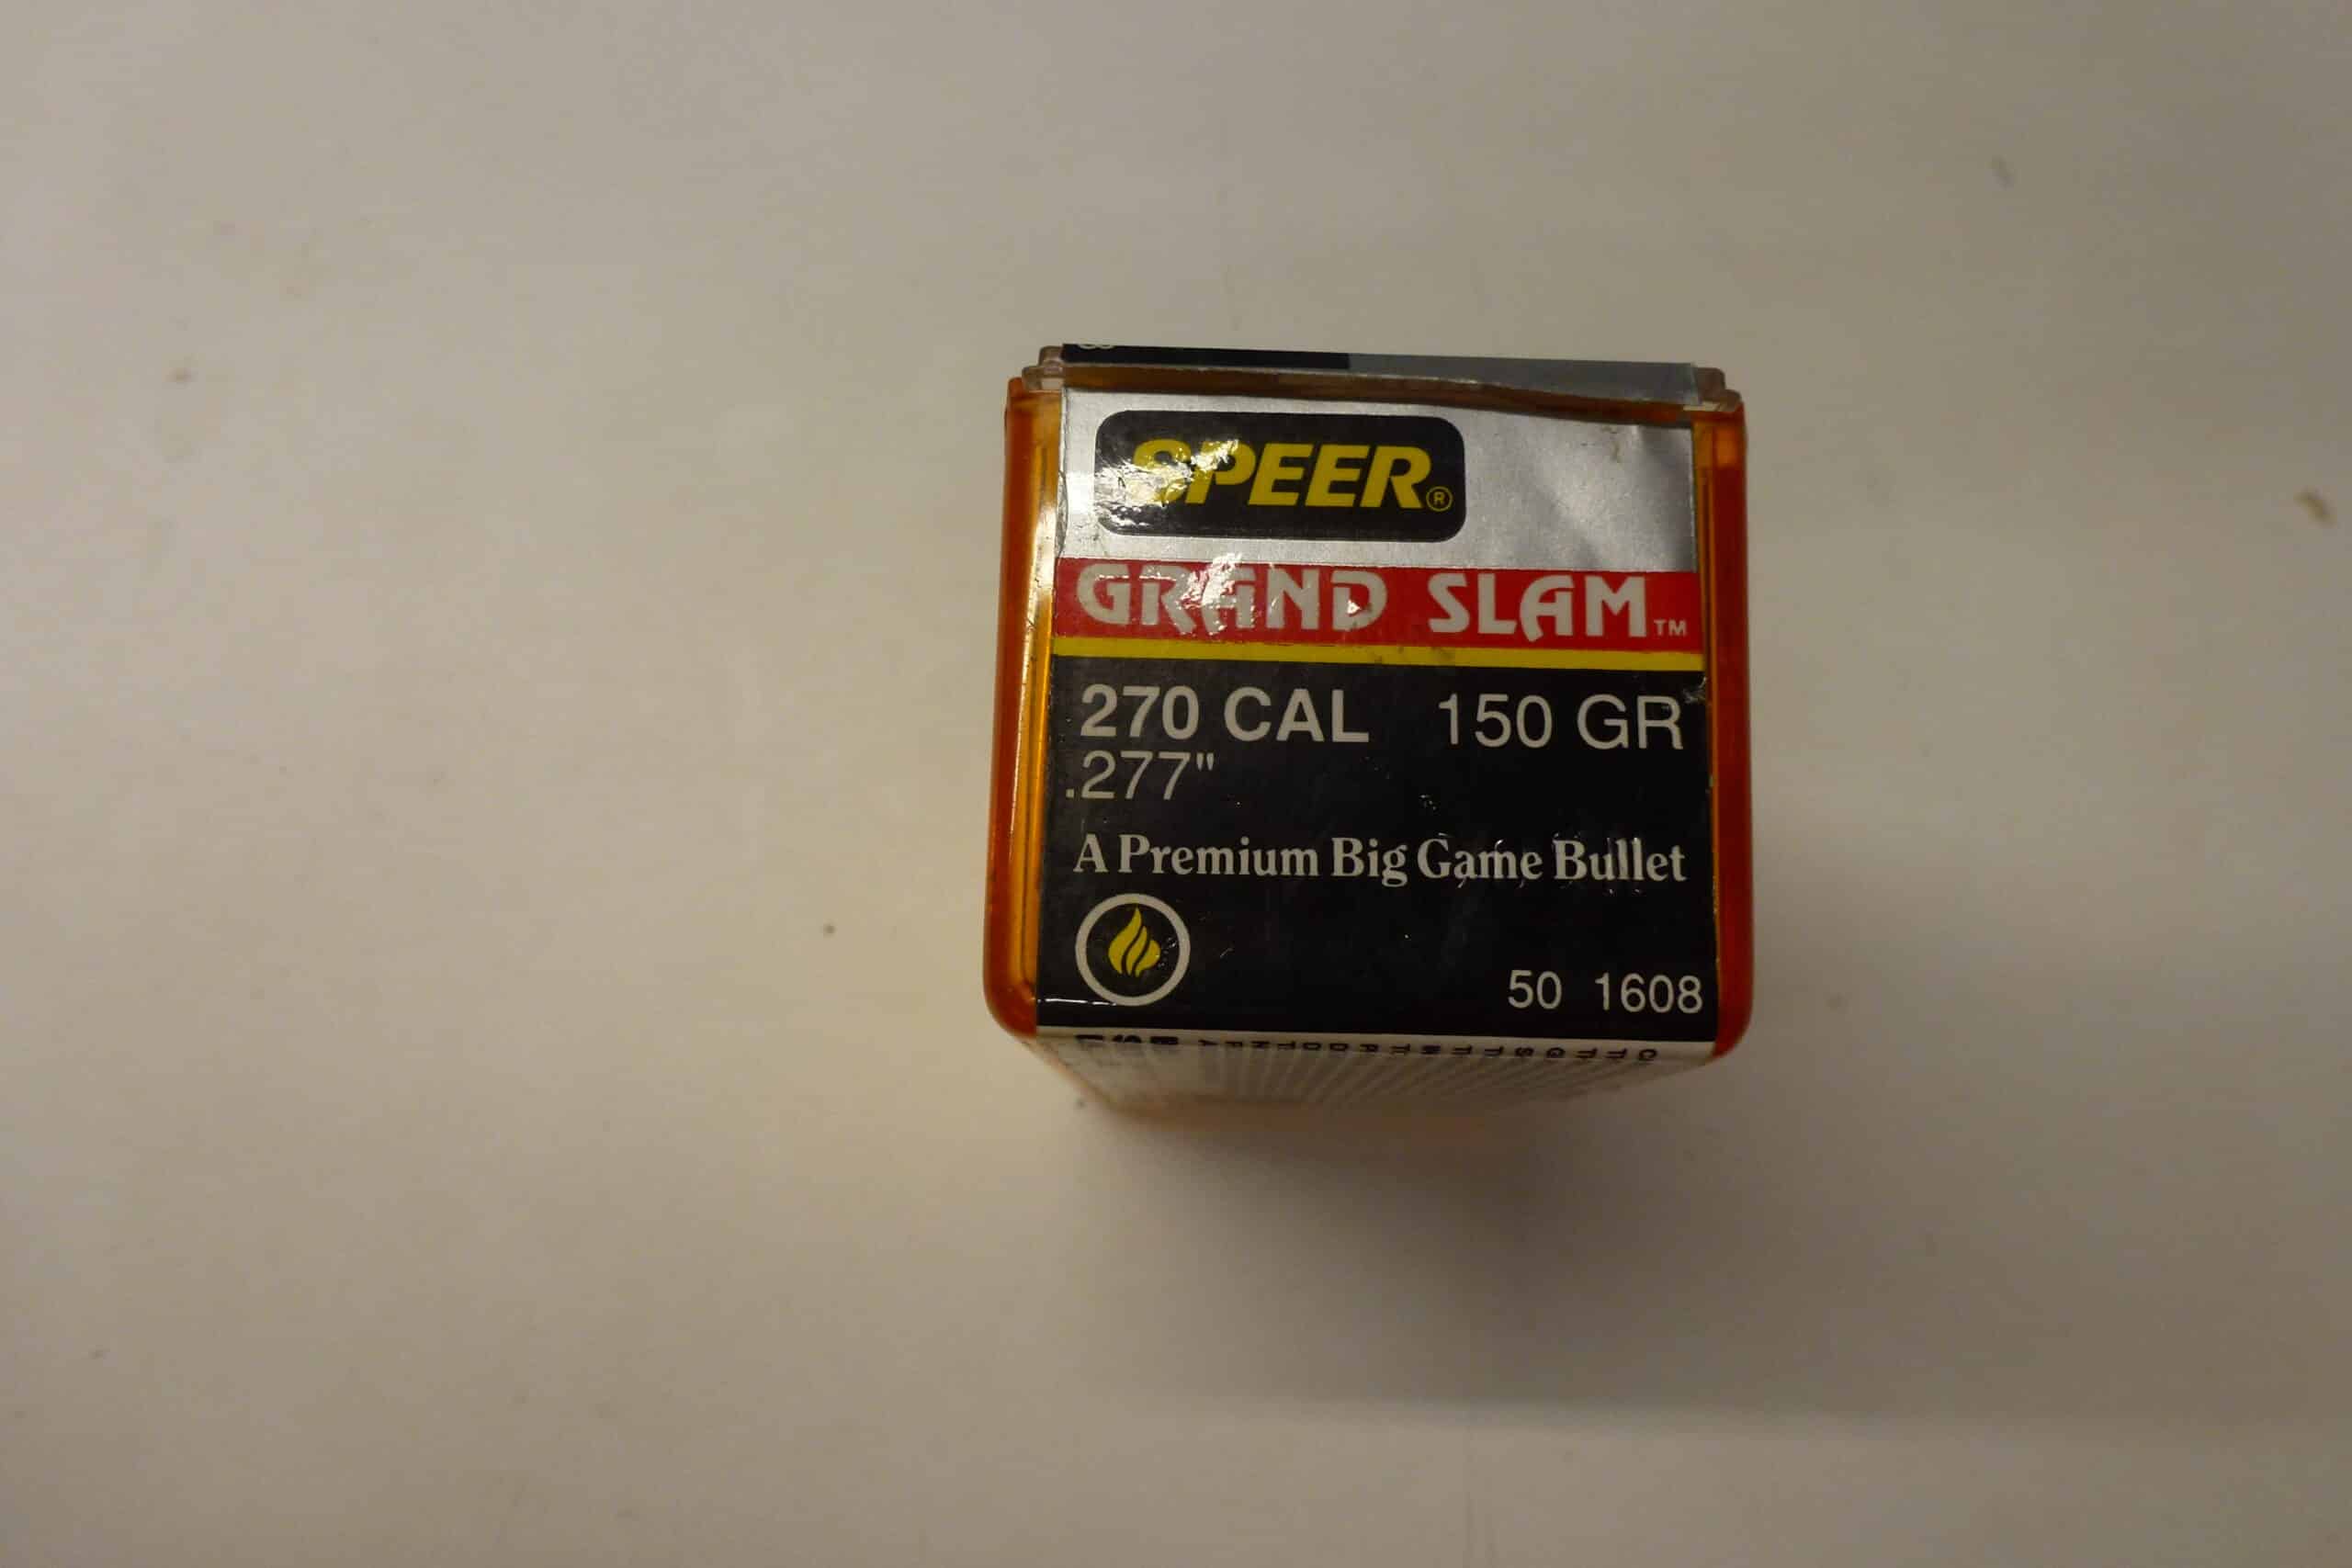 SPEER®
GRAND SLAM™
270 CAL 150 GR
.277"
A Premium Big Game Bullet
50 1608